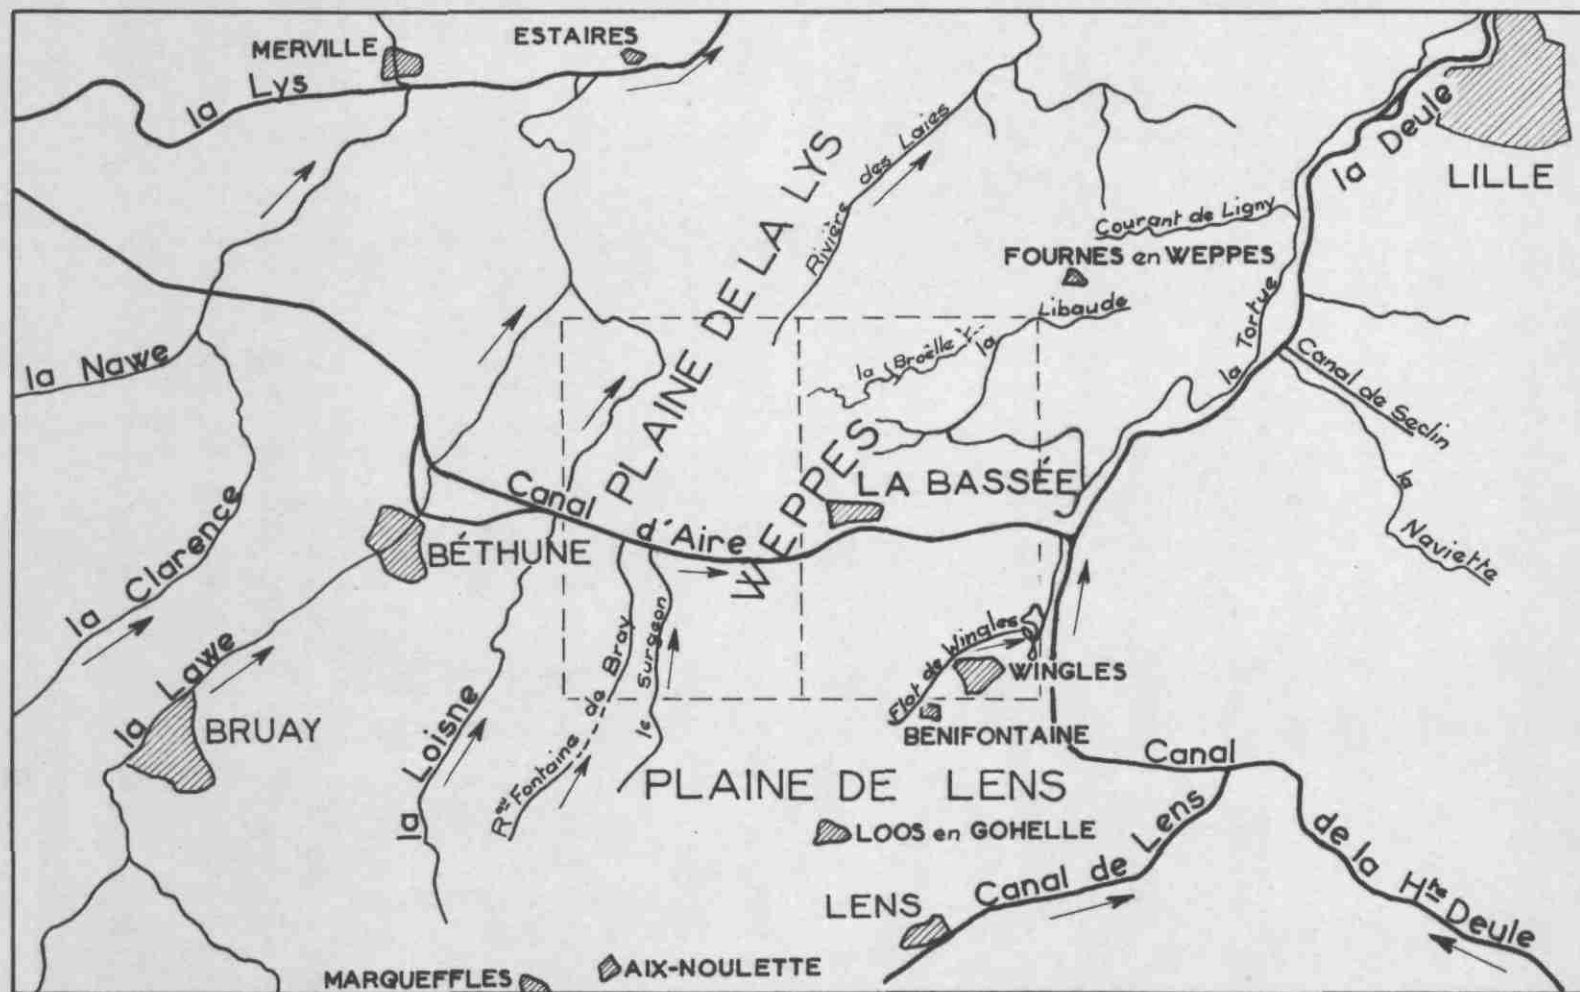 MERVILLE
ESTAIRES
la Lys
la Deule
LILLE
Rivière des Laies
PLAINE DE LA LYS
Courant de Ligny
FOURNES en WEPPES
la Tortue
la Libaude
la Broëlle
la Nawe
Canal de Seclin
la Naviette
WEPPES
LA BASSÉE
Canal d'Aire
BÉTHUNE
la Clarence
la Lawe
BRUAY
la Loisne
Rau Fontaine de Bray
le Surgeon
Flot de Wingles
WINGLES
BÉNIFONTAINE
PLAINE DE LENS
LOOS en GOHELLE
Canal de la Hte Deule
Canal de Lens
LENS
AIX-NOULETTE
MARQUEFFLES